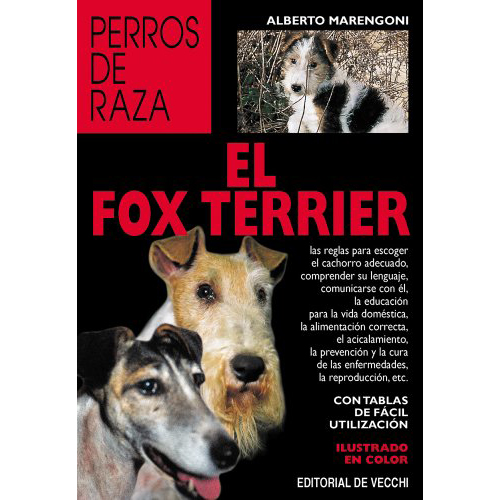 PERROS
DE
RAZA
ALBERTO MARENGONI
EL
FOX TERRIER
las reglas para escoger
el cachorro adecuado,
comprender su lenguaje,
comunicarse con él,
la educación
para la vida doméstica,
la alimentación correcta,
el acicalamiento,
la prevención y la cura
de las enfermedades,
la reproducción, etc.
CON TABLAS
DE FÁCIL
UTILIZACIÓN
ILUSTRADO
EN COLOR
EDITORIAL DE VECCHI